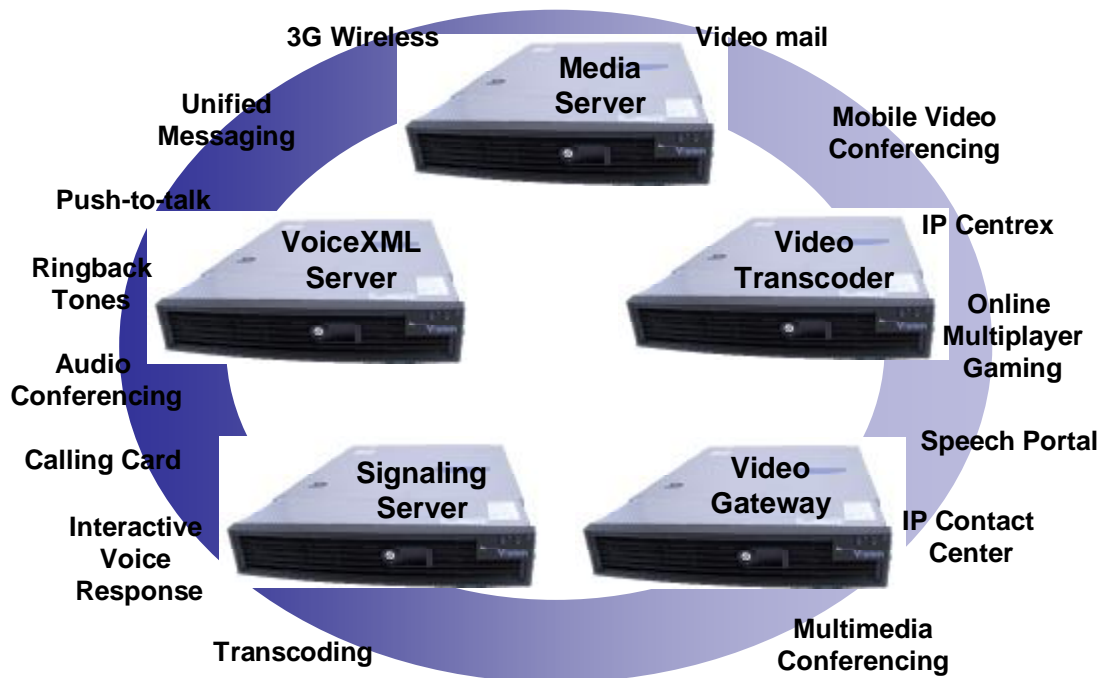 3G Wireless
Video mail
Media
Server
Unified
Messaging
Mobile Video
Conferencing
Push-to-talk
VoiceXML
Server
Video
Transcoder
IP Centrex
Ringback
Tones
Online
Multiplayer
Gaming
Audio
Conferencing
Calling Card
Signaling
Server
Video
Gateway
Speech Portal
Interactive
Voice
Response
IP Contact
Center
Transcoding
Multimedia
Conferencing